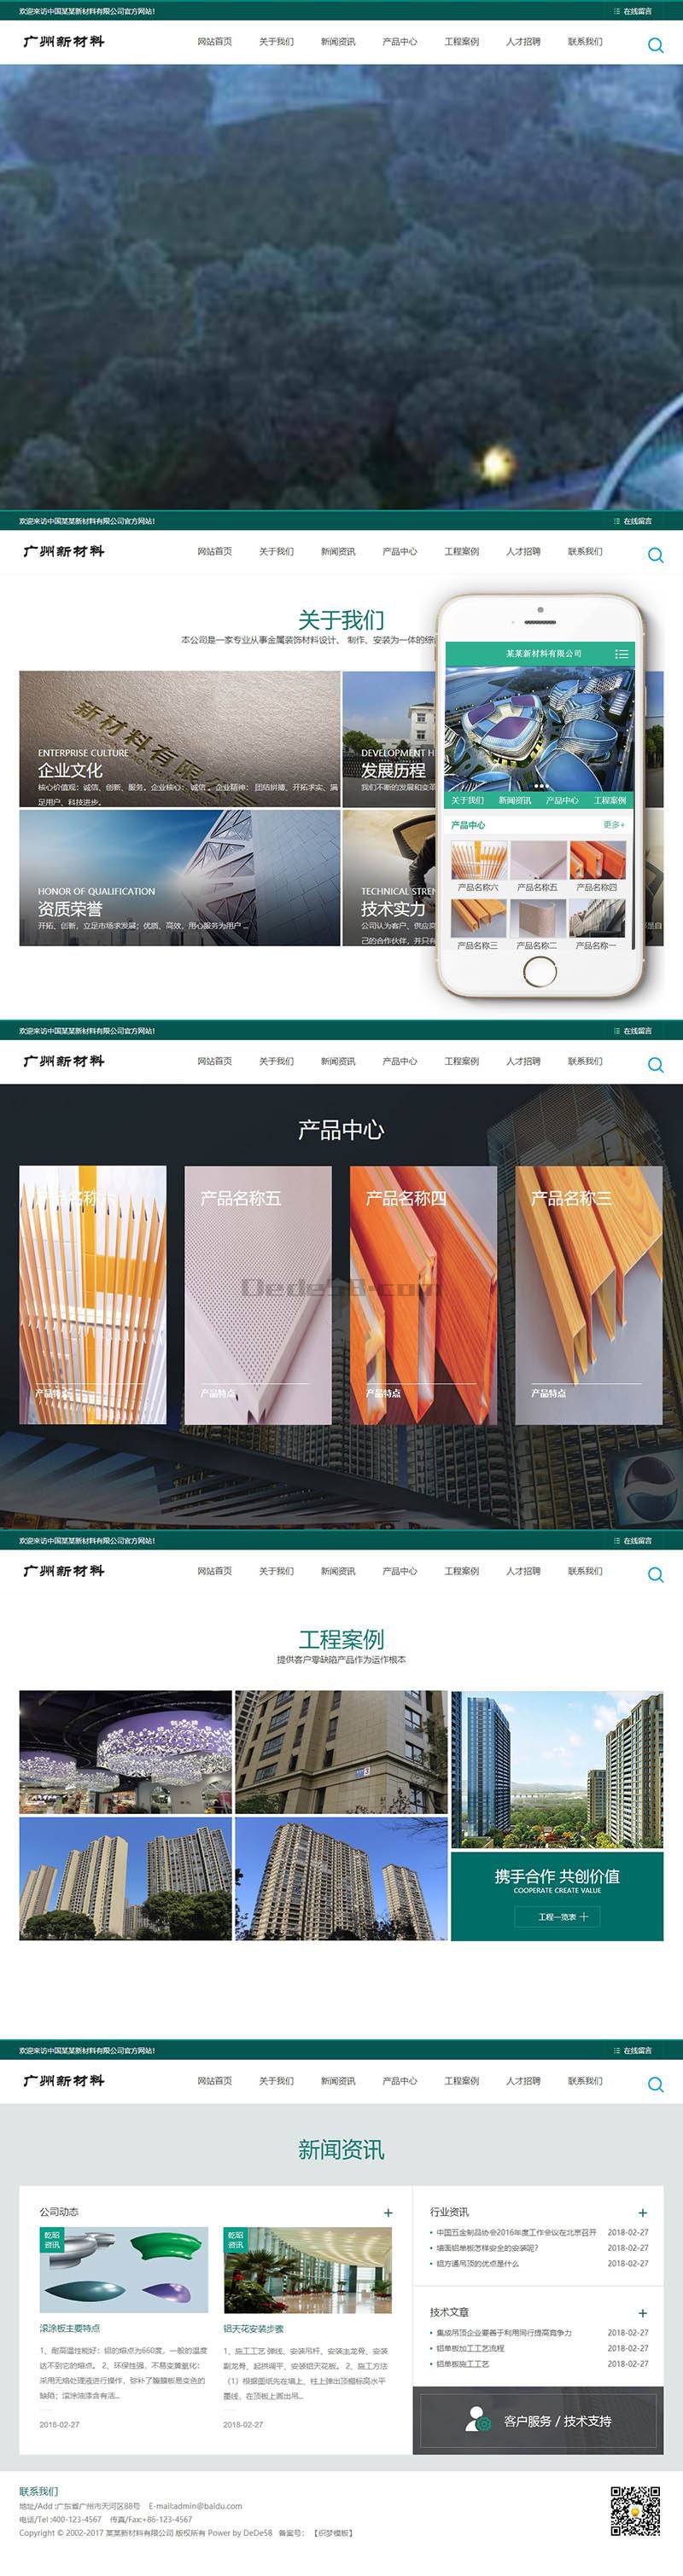 欢迎来访中国某某新材料有限公司官方网站!
在线留言
广州新材料
网站首页 关于我们 新闻资讯 产品中心 工程案例 人才招聘 联系我们
欢迎来访中国某某新材料有限公司官方网站!
在线留言
广州新材料
网站首页 关于我们 新闻资讯 产品中心 工程案例 人才招聘 联系我们
关于我们
本公司是一家专业从事金属装饰材料设计、 制作、安装为一体的综
新材料有限公司
ENTERPRISE CULTURE
企业文化
核心价值观：诚信、创新、服务。企业核心： 诚信 。企业精神： 团结拼搏、开拓求实、满
足用户、科技进步。
DEVELOPMENT H
发展历程
我们不断的发展和变革
HONOR OF QUALIFICATION
资质荣誉
开拓、创新，立足市场求发展；优质、高效，用心服务为用户 ...
TECHNICAL STREN
技术实力
公司认为客户、供应商
是自
己的合作伙伴，并只有
某某新材料有限公司
关于我们 新闻资讯 产品中心 工程案例
产品中心
更多+
产品名称六 产品名称五 产品名称四
产品名称三 产品名称二 产品名称一
欢迎来访中国某某新材料有限公司官方网站!
在线留言
广州新材料
网站首页 关于我们 新闻资讯 产品中心 工程案例 人才招聘 联系我们
产品中心
产品名称六
产品名称五
产品名称四
产品名称三
Dede58.com
产品特点
产品特点
产品特点
产品特点
欢迎来访中国某某新材料有限公司官方网站!
在线留言
广州新材料
网站首页 关于我们 新闻资讯 产品中心 工程案例 人才招聘 联系我们
工程案例
提供客户零缺陷产品作为运作根本
携手合作 共创价值
COOPERATE CREATE VALUE
工程一览表 +
欢迎来访中国某某新材料有限公司官方网站!
在线留言
广州新材料
网站首页 关于我们 新闻资讯 产品中心 工程案例 人才招聘 联系我们
新闻资讯
公司动态 +
乾昭
资讯
滚涂板主要特点
1、耐高温性能好：铝的熔点为660度，一般的温度
达不到它的熔点。 2、环保性强、不易变黄氧化：
采用无烙处理液进行操作，弥补了覆膜板易变色的
缺陷；滚涂油漆含有活...
2018-02-27
乾昭
资讯
铝天花安装步骤
1、施工工艺 弹线、安装吊杆、安装主龙骨、安装
副龙骨、起拱调平、安装铝天花板。 2、施工方法
（1）根据图纸先在墙上、柱上弹出顶棚标高水平
墨线，在顶板上画出吊...
2018-02-27
行业资讯 +
中国五金制品协会2016年度工作会议在北京召开 2018-02-27
墙面铝单板怎样安全的安装呢? 2018-02-27
铝方通吊顶的优点是什么 2018-02-27
技术文章 +
集成吊顶企业要善于利用同行提高竞争力 2018-02-27
铝单板加工工艺流程 2018-02-27
铝单板施工工艺 2018-02-27
客户服务 / 技术支持
联系我们
地址/Add :广东省广州市天河区88号 E-mail:admin@baidu.com
电话/Tel :400-123-4567 传真/Fax:+86-123-4567
Copyright © 2002-2017 某某新材料有限公司 版权所有 Power by DeDe58 备案号： 【织梦模板】